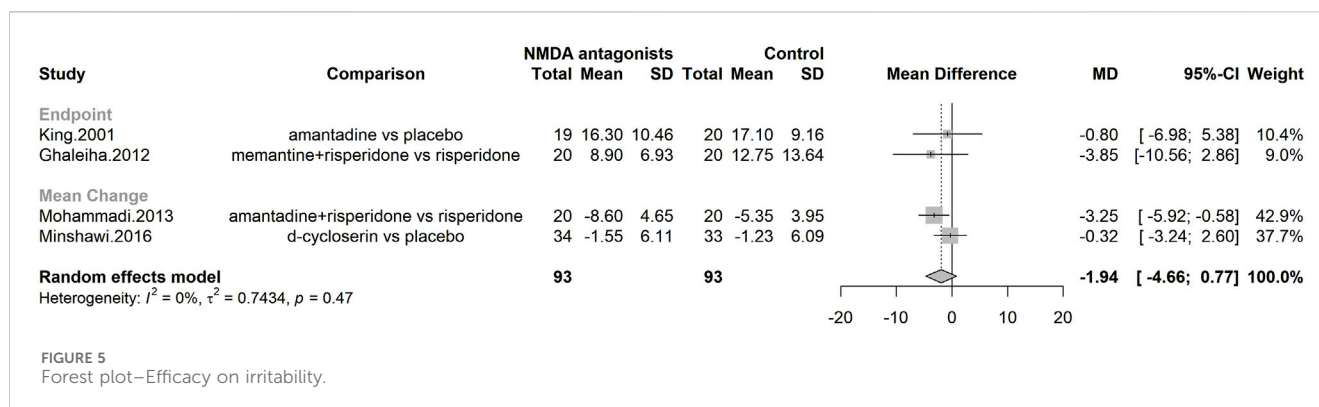 NMDA antagonists Control
Study Comparison Total Mean SD Total Mean SD Mean Difference MD 95%-CI Weight
Endpoint
King.2001 amantadine vs placebo 19 16.30 10.46 20 17.10 9.16 -0.80 [ -6.98; 5.38] 10.4%
Ghaleiha.2012 memantine+risperidone vs risperidone 20 8.90 6.93 20 12.75 13.64 -3.85 [-10.56; 2.86] 9.0%
Mean Change
Mohammadi.2013 amantadine+risperidone vs risperidone 20 -8.60 4.65 20 -5.35 3.95 -3.25 [ -5.92; -0.58] 42.9%
Minshawi.2016 d-cycloserin vs placebo 34 -1.55 6.11 33 -1.23 6.09 -0.32 [ -3.24; 2.60] 37.7%
Random effects model 93 93 -1.94 [ -4.66; 0.77] 100.0%
Heterogeneity: I² = 0%, τ² = 0.7434, p = 0.47
-20 -10 0 10 20
FIGURE 5
Forest plot–Efficacy on irritability.